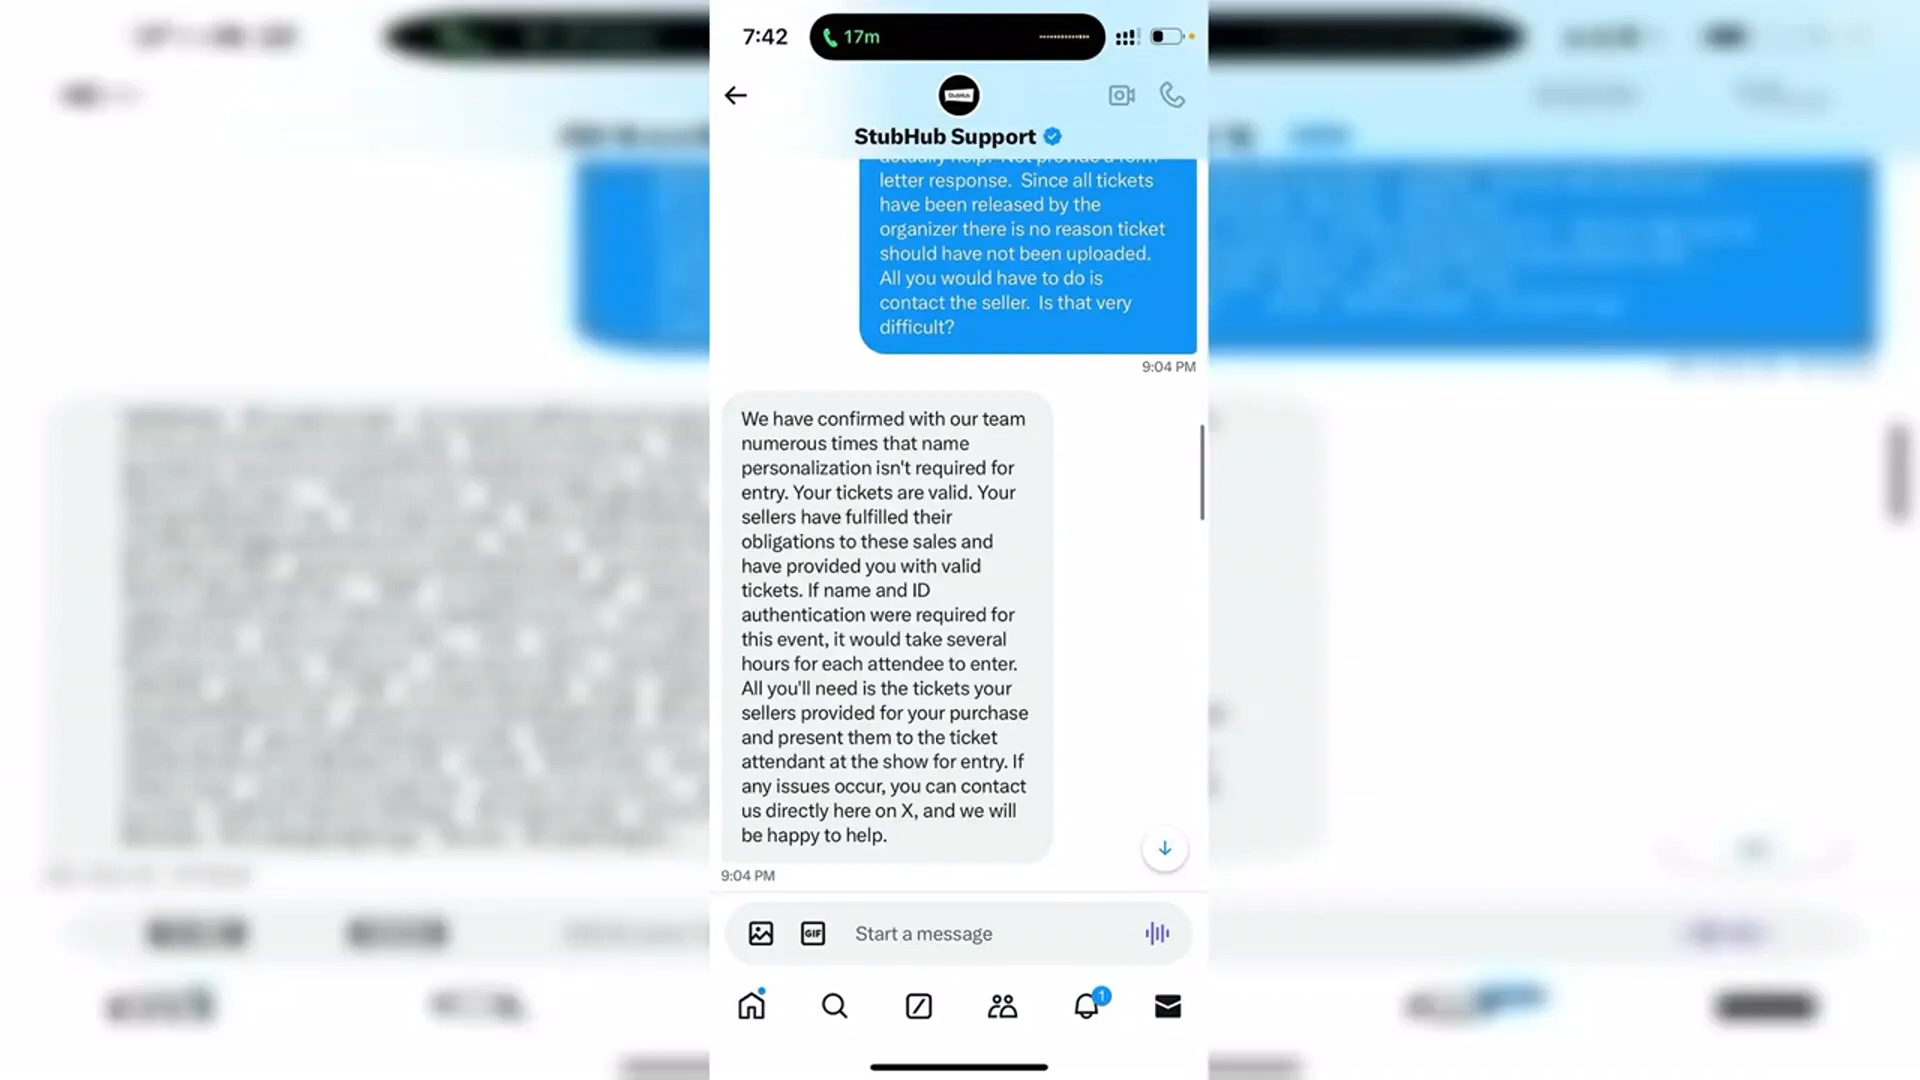 7:42
17m
StubHub Support
letter response. Since all tickets
have been released by the
organizer there is no reason ticket
should have not been uploaded.
All you would have to do is
contact the seller. Is that very
difficult?
9:04 PM
We have confirmed with our team
numerous times that name
personalization isn't required for
entry. Your tickets are valid. Your
sellers have fulfilled their
obligations to these sales and
have provided you with valid
tickets. If name and ID
authentication were required for
this event, it would take several
hours for each attendee to enter.
All you'll need is the tickets your
sellers provided for your purchase
and present them to the ticket
attendant at the show for entry. If
any issues occur, you can contact
us directly here on X, and we will
be happy to help.
9:04 PM
GIF
Start a message
1